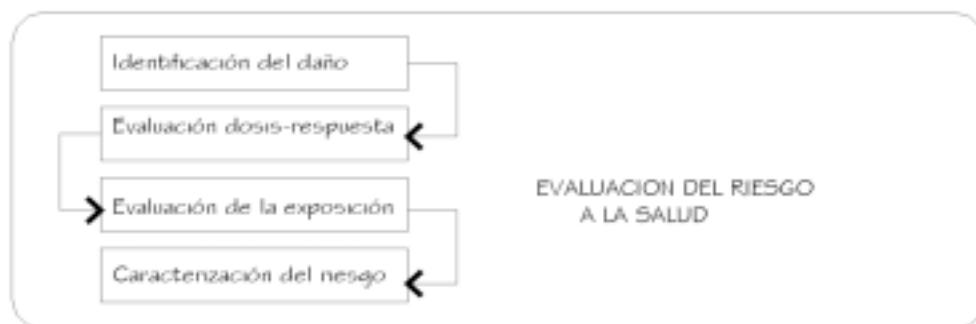 Identificación del daño
Evaluación dosis-respuesta
Evaluación de la exposición
Caracterización del riesgo
EVALUACION DEL RIESGO
A LA SALUD